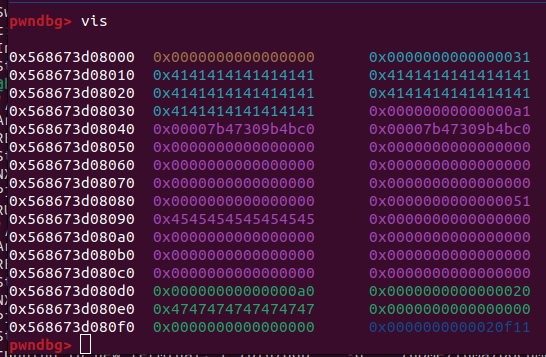 pwndbg> vis
0x568673d08000 0x0000000000000000 0x0000000000000031
0x568673d08010 0x4141414141414141 0x4141414141414141
0x568673d08020 0x4141414141414141 0x4141414141414141
0x568673d08030 0x4141414141414141 0x00000000000000a1
0x568673d08040 0x00007b47309b4bc0 0x00007b47309b4bc0
0x568673d08050 0x0000000000000000 0x0000000000000000
0x568673d08060 0x0000000000000000 0x0000000000000000
0x568673d08070 0x0000000000000000 0x0000000000000000
0x568673d08080 0x0000000000000000 0x0000000000000051
0x568673d08090 0x4545454545454545 0x0000000000000000
0x568673d080a0 0x0000000000000000 0x0000000000000000
0x568673d080b0 0x0000000000000000 0x0000000000000000
0x568673d080c0 0x0000000000000000 0x0000000000000000
0x568673d080d0 0x00000000000000a0 0x0000000000000020
0x568673d080e0 0x4747474747474747 0x0000000000000000
0x568673d080f0 0x0000000000000000 0x0000000000020f11
pwndbg>